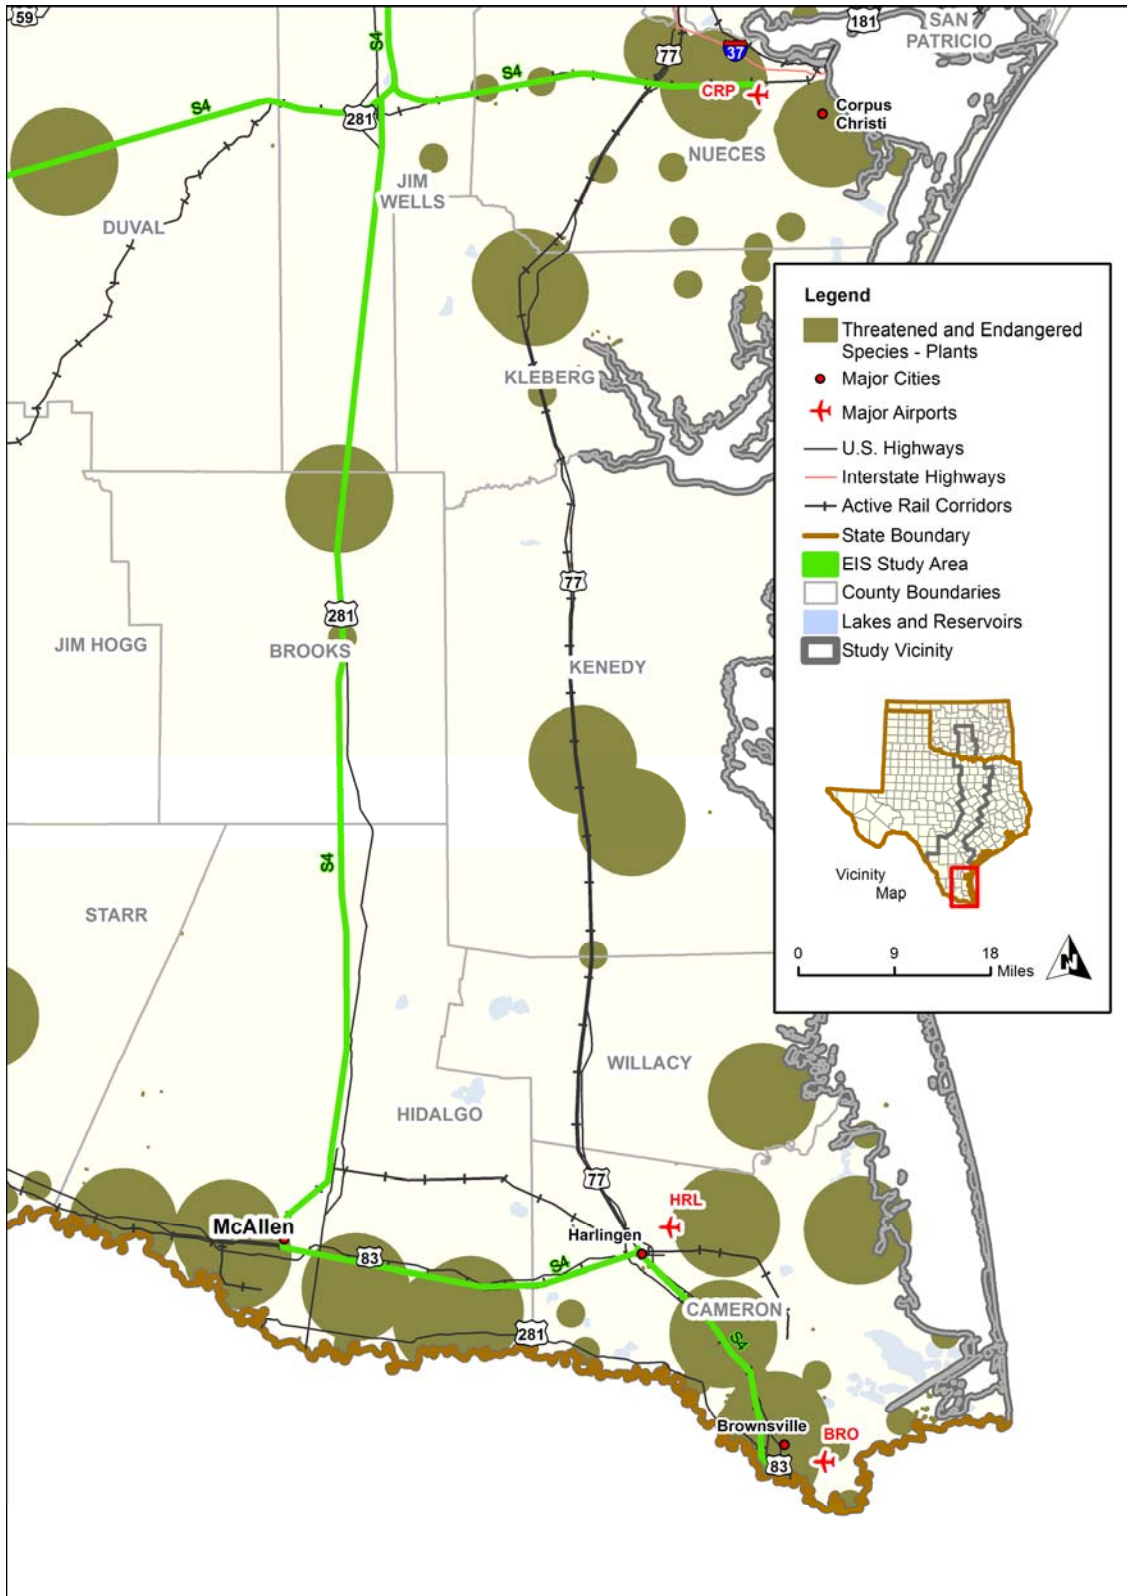 59
S4
77
37
181
SAN
PATRICIO
S4
S4
CRP
281
Corpus
Christi
NUECES
JIM
WELLS
DUVAL
KLEBERG
Legend
Threatened and Endangered
Species - Plants
Major Cities
Major Airports
U.S. Highways
Interstate Highways
Active Rail Corridors
State Boundary
EIS Study Area
County Boundaries
Lakes and Reservoirs
Study Vicinity
77
281
JIM HOGG
BROOKS
KENEDY
S4
STARR
Vicinity
Map
0
9
18
Miles
N
WILLACY
HIDALGO
77
HRL
McAllen
Harlingen
83
S4
CAMERON
281
S4
Brownsville
BRO
83